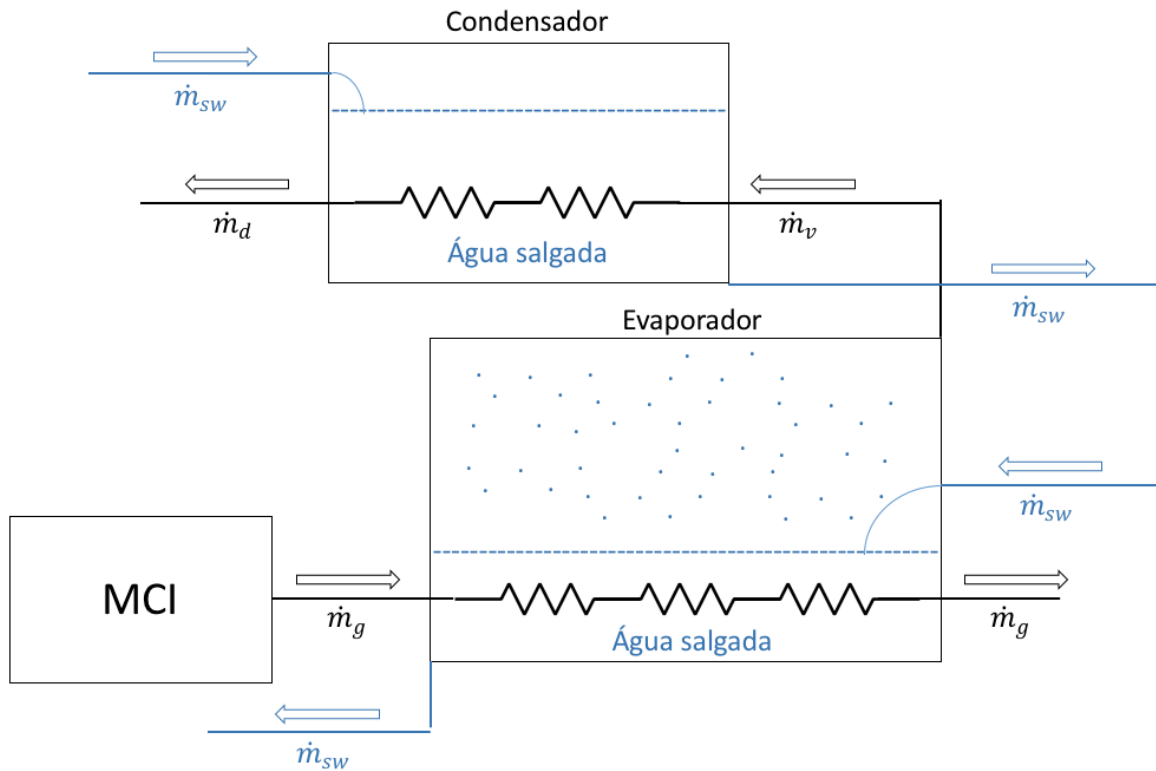 Condensador
ṁ_sw
ṁ_d
ṁ_v
Água salgada
ṁ_sw
Evaporador
ṁ_sw
MCI
ṁ_g
ṁ_g
Água salgada
ṁ_sw